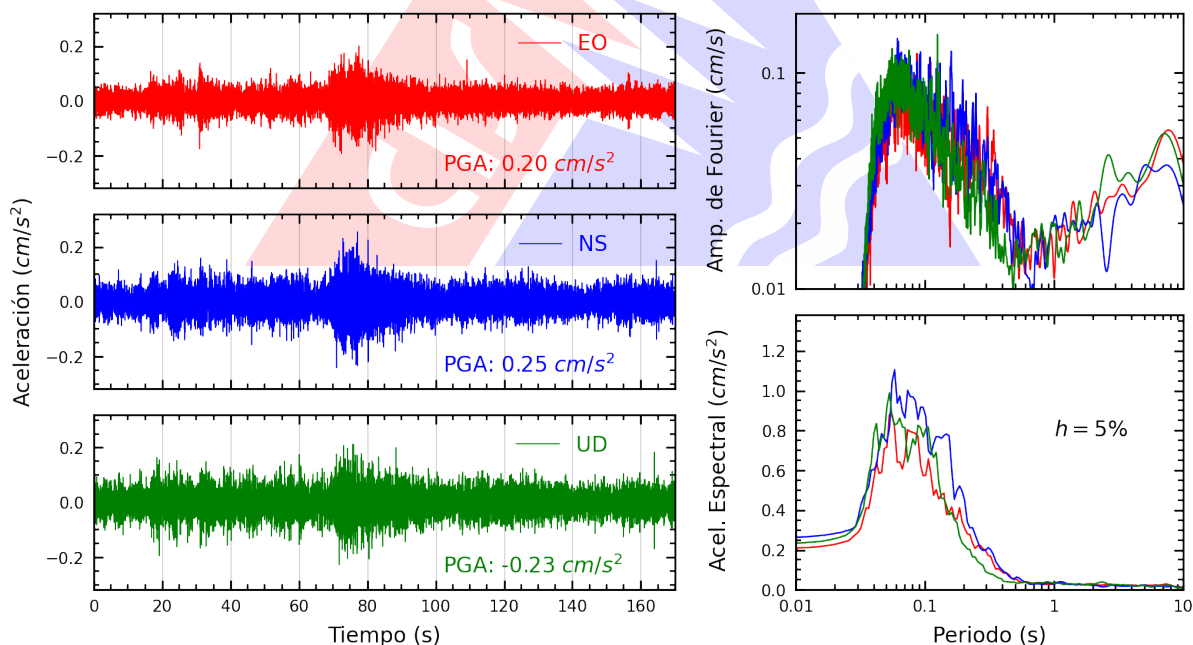 Aceleración (cm/s²)
0.2
0.0
−0.2
EO
PGA: 0.20 cm/s²
0.2
0.0
−0.2
NS
PGA: 0.25 cm/s²
0.2
0.0
−0.2
UD
PGA: -0.23 cm/s²
0 20 40 60 80 100 120 140 160
Tiempo (s)
Amp. de Fourier (cm/s)
0.1
0.01
Acel. Espectral (cm/s²)
1.2
1.0
0.8
0.6
0.4
0.2
0.0
h = 5%
0.01 0.1 1 10
Periodo (s)